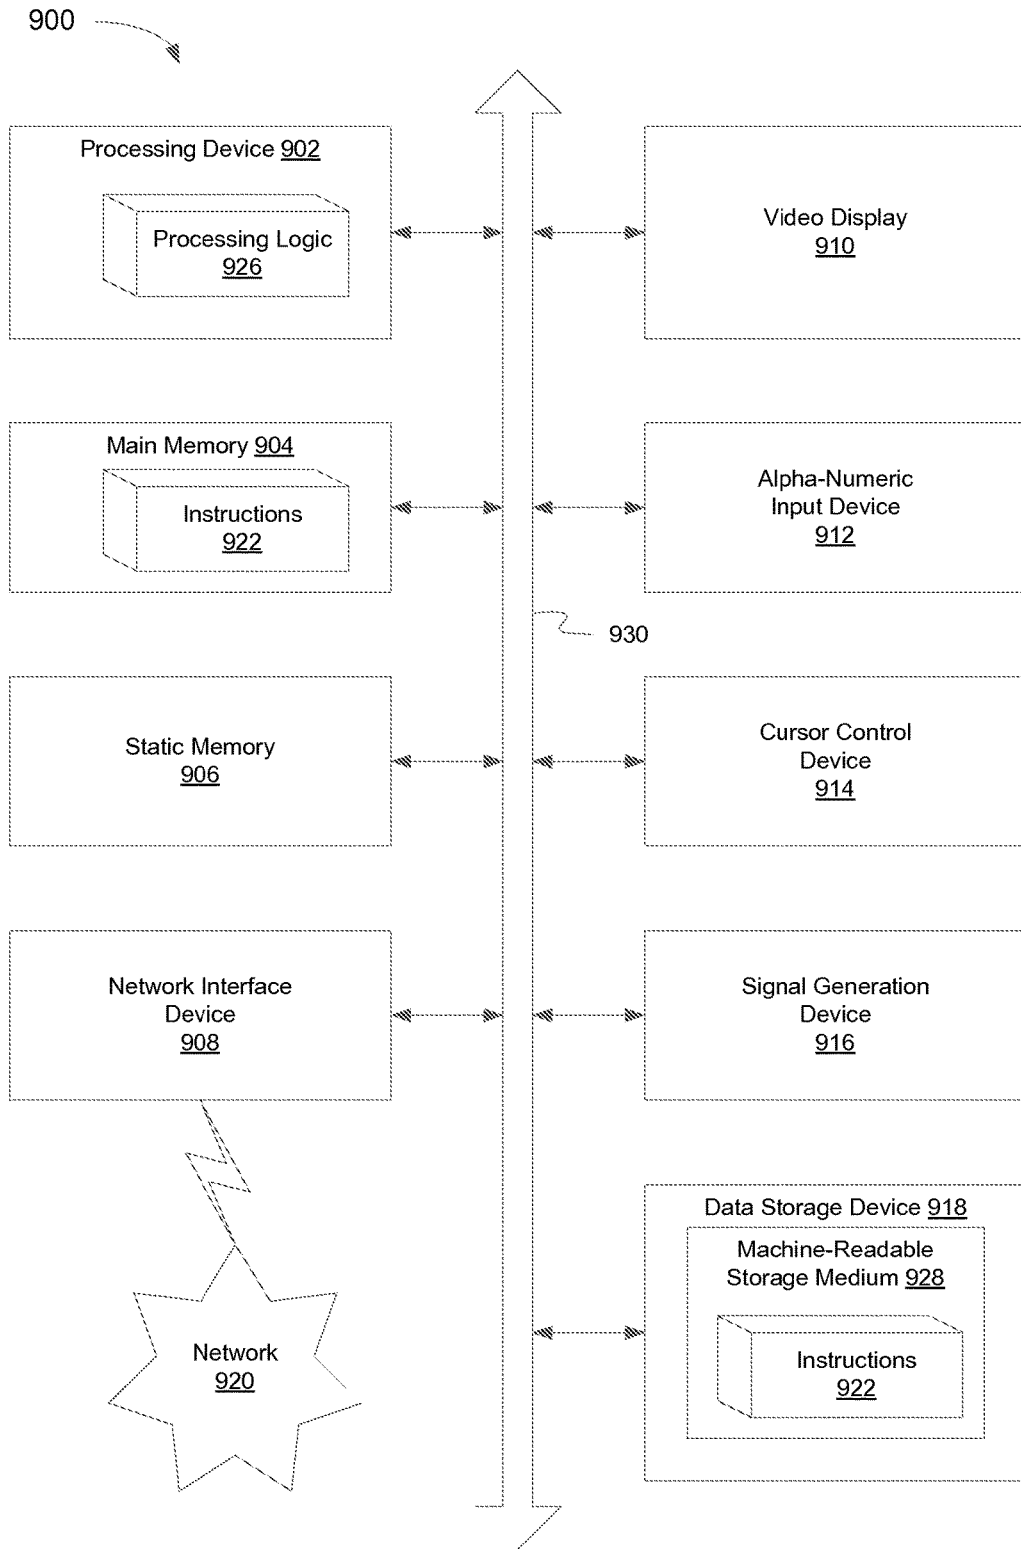 900
Processing Device 902
Processing Logic
926
Video Display
910
Main Memory 904
Instructions
922
Alpha-Numeric
Input Device
912
930
Static Memory
906
Cursor Control
Device
914
Network Interface
Device
908
Signal Generation
Device
916
Data Storage Device 918
Machine-Readable
Storage Medium 928
Instructions
922
Network
920